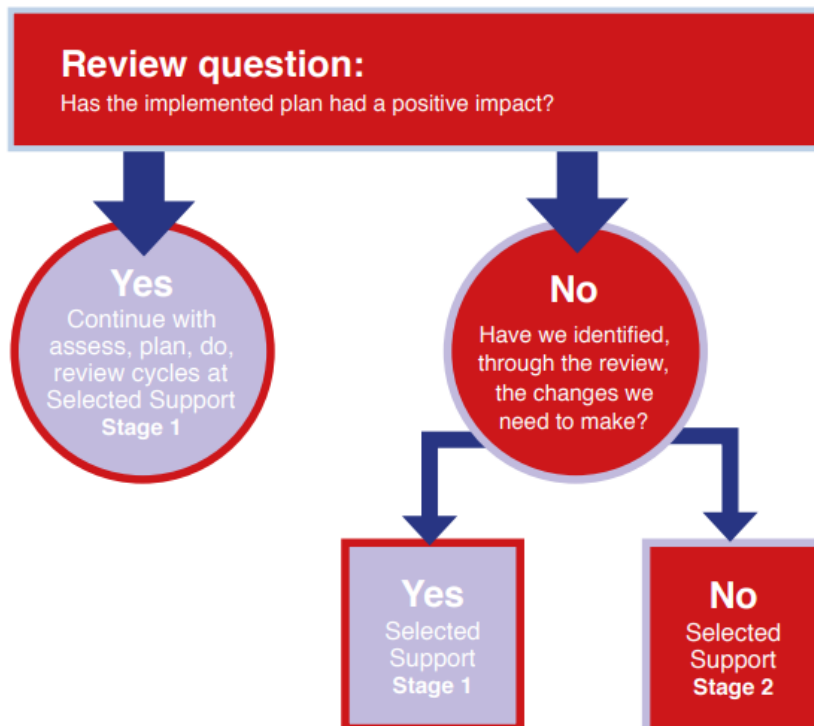 Review question:
Has the implemented plan had a positive impact?
Yes
Continue with
assess, plan, do,
review cycles at
Selected Support
Stage 1
No
Have we identified,
through the review,
the changes we
need to make?
Yes
Selected
Support
Stage 1
No
Selected
Support
Stage 2